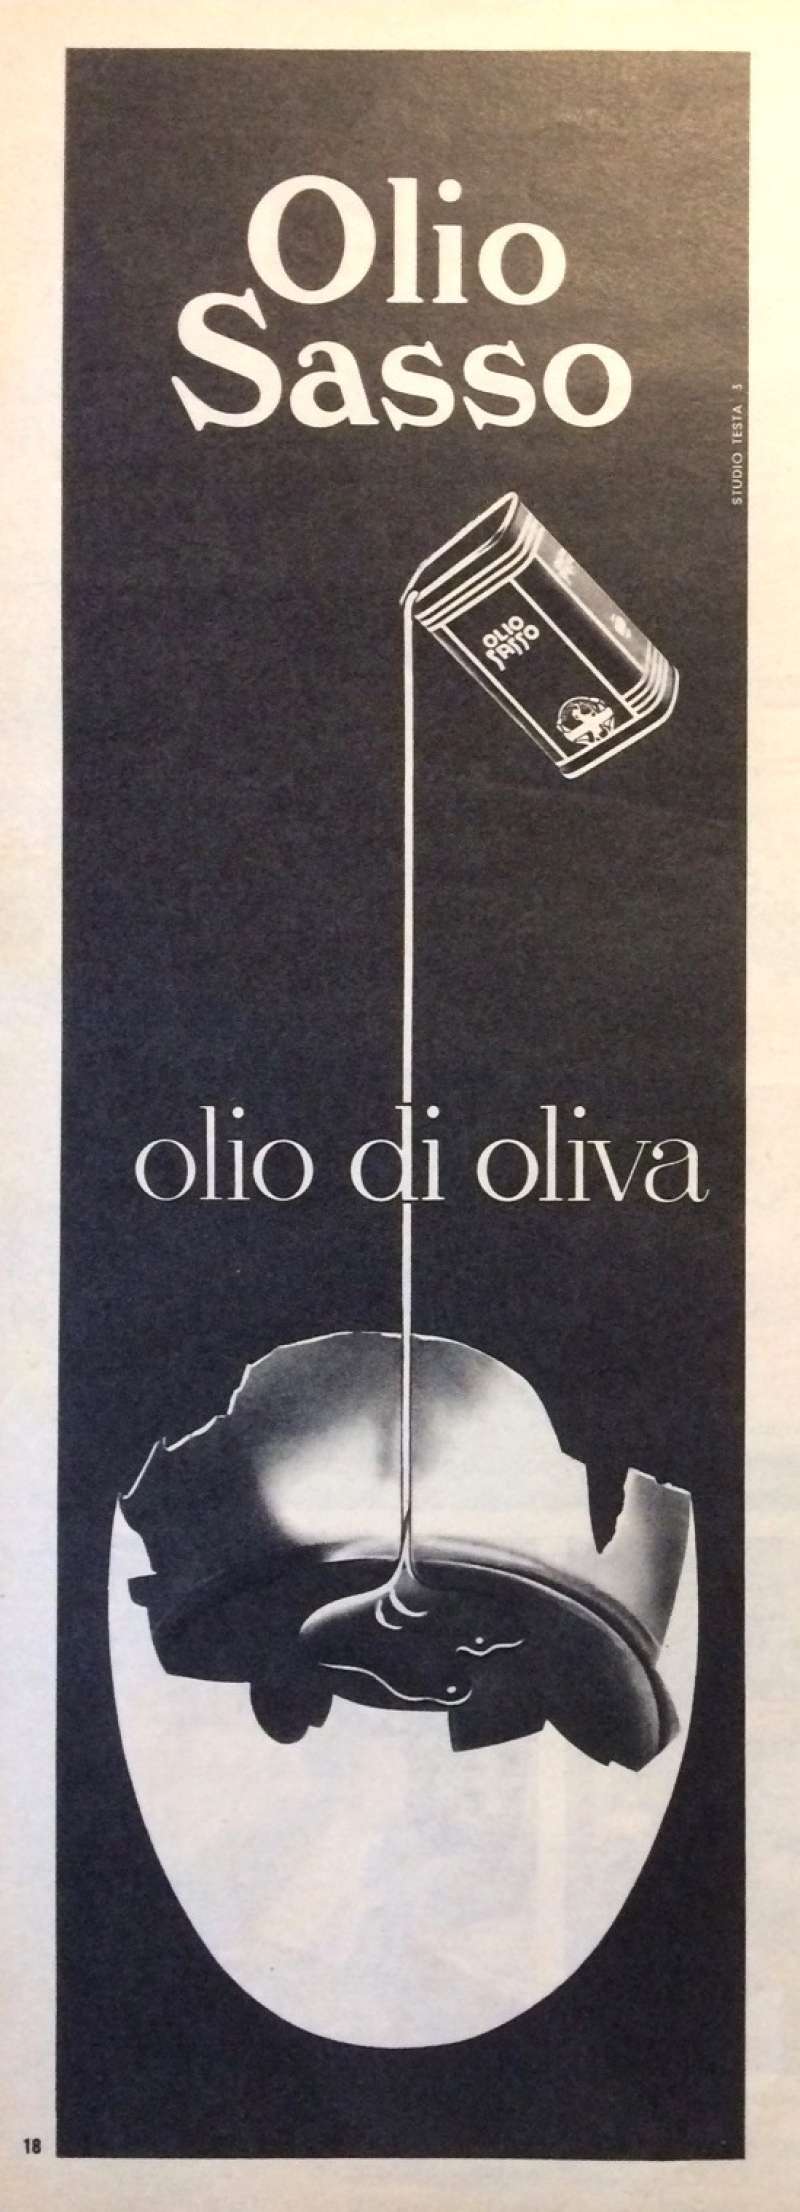 Olio
Sasso
STUDIO TESTA 3
OLIO
SASSO
olio di oliva
18